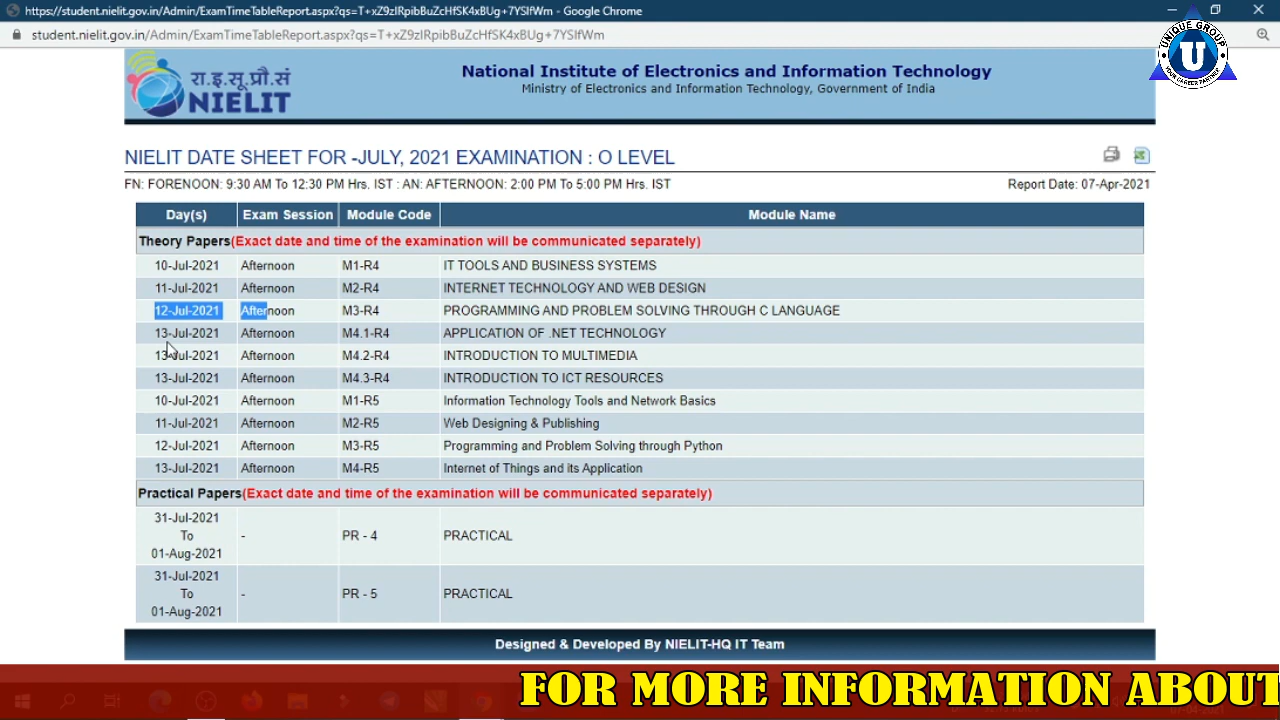 https://student.nielit.gov.in/Admin/ExamTimeTableReport.aspx?qs=T+xZ9zIRpibBuZcHfSK4xBUg+7YSIfWm - Google Chrome
student.nielit.gov.in/Admin/ExamTimeTableReport.aspx?qs=T+xZ9zIRpibBuZcHfSK4xBUg+7YSIfWm
UNIQUE GROUP
U
YOUR CAREER PARTNER
रा.इ.सू.प्रौ.सं
NIELIT
National Institute of Electronics and Information Technology
Ministry of Electronics and Information Technology, Government of India
NIELIT DATE SHEET FOR -JULY, 2021 EXAMINATION : O LEVEL
FN: FORENOON: 9:30 AM To 12:30 PM Hrs. IST : AN: AFTERNOON: 2:00 PM To 5:00 PM Hrs. IST Report Date: 07-Apr-2021
Day(s) Exam Session Module Code Module Name
Theory Papers(Exact date and time of the examination will be communicated separately)
10-Jul-2021 Afternoon M1-R4 IT TOOLS AND BUSINESS SYSTEMS
11-Jul-2021 Afternoon M2-R4 INTERNET TECHNOLOGY AND WEB DESIGN
12-Jul-2021 Afternoon M3-R4 PROGRAMMING AND PROBLEM SOLVING THROUGH C LANGUAGE
13-Jul-2021 Afternoon M4.1-R4 APPLICATION OF .NET TECHNOLOGY
13-Jul-2021 Afternoon M4.2-R4 INTRODUCTION TO MULTIMEDIA
13-Jul-2021 Afternoon M4.3-R4 INTRODUCTION TO ICT RESOURCES
10-Jul-2021 Afternoon M1-R5 Information Technology Tools and Network Basics
11-Jul-2021 Afternoon M2-R5 Web Designing & Publishing
12-Jul-2021 Afternoon M3-R5 Programming and Problem Solving through Python
13-Jul-2021 Afternoon M4-R5 Internet of Things and its Application
Practical Papers(Exact date and time of the examination will be communicated separately)
31-Jul-2021
To
01-Aug-2021 - PR - 4 PRACTICAL
31-Jul-2021
To
01-Aug-2021 - PR - 5 PRACTICAL
Designed & Developed By NIELIT-HQ IT Team
FOR MORE INFORMATION ABOUT